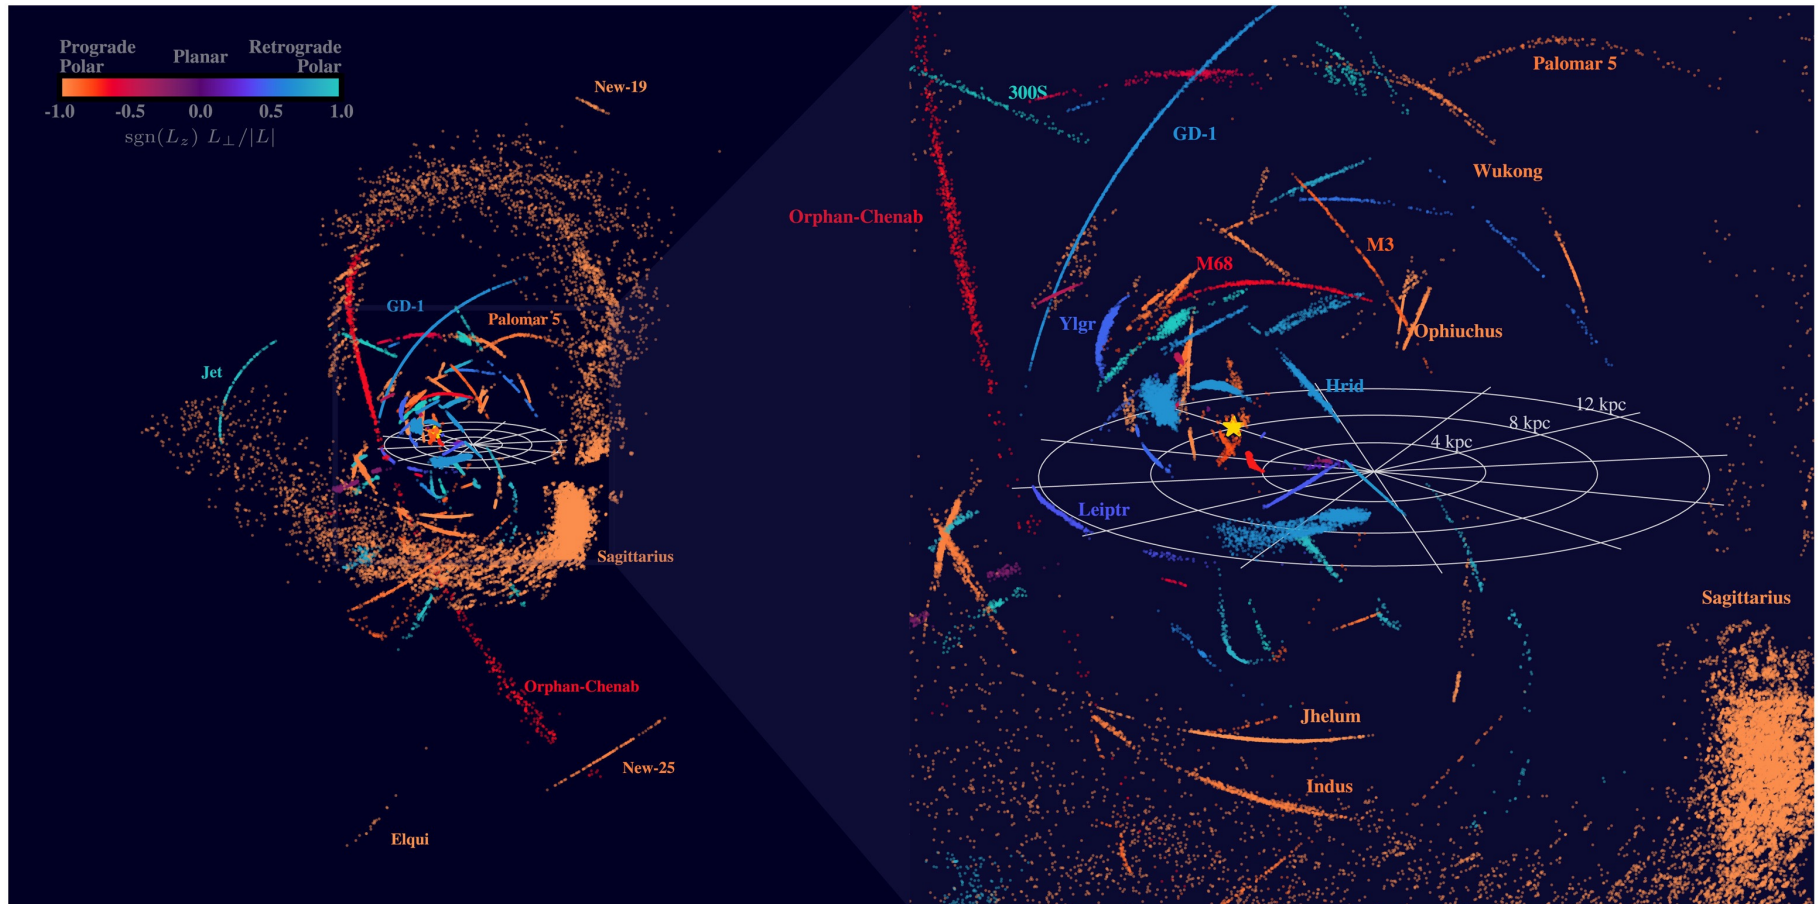 Prograde
Polar
Planar
Retrograde
Polar
-1.0 -0.5 0.0 0.5 1.0
sgn(L_z) L_⊥/|L|
New-19
GD-1
Palomar 5
Jet
Sagittarius
Orphan-Chenab
New-25
Elqui
Palomar 5
300S
GD-1
Wukong
Orphan-Chenab
M3
M68
Ylgr
Ophiuchus
Hrid
12 kpc
8 kpc
4 kpc
Leiptr
Sagittarius
Jhelum
Indus